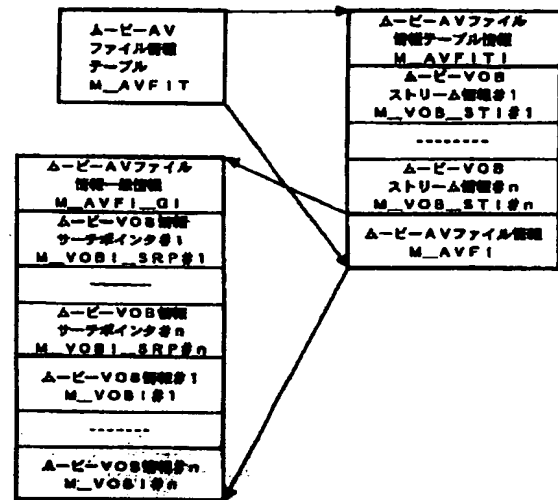 ムービーAV
ファイル情報
テーブル
M_AVFIT
ムービーAVファイル
情報テーブル情報
M_AVFITI
ムービーVOB
ストリーム情報#1
M_VOB_STI#1
--------
ムービーVOB
ストリーム情報#n
M_VOB_STI#n
ムービーAVファイル情報
M_AVFI
ムービーAVファイル
情報一般情報
M_AVFI_GI
ムービーVOB情報
サーチポインタ#1
M_VOBI_SRP#1
-------
ムービーVOB情報
サーチポインタ#n
M_VOBI_SRP#n
ムービーVOB情報#1
M_VOBI#1
-------
ムービーVOB情報#n
M_VOBI#n